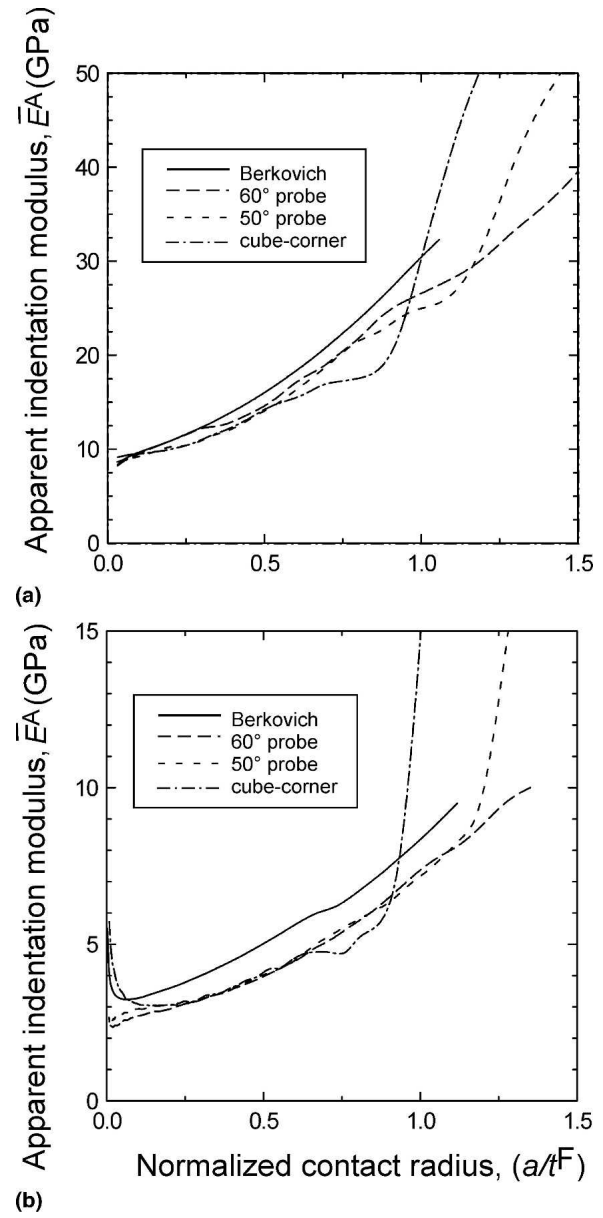 Apparent indentation modulus, E̅ᴬ(GPa)
50
40
30
20
10
0
Berkovich
60° probe
50° probe
cube-corner
0.0
0.5
1.0
1.5
(a)
Apparent indentation modulus, E̅ᴬ(GPa)
15
10
5
0
Berkovich
60° probe
50° probe
cube-corner
0.0
0.5
1.0
1.5
Normalized contact radius, (a/tF)
(b)